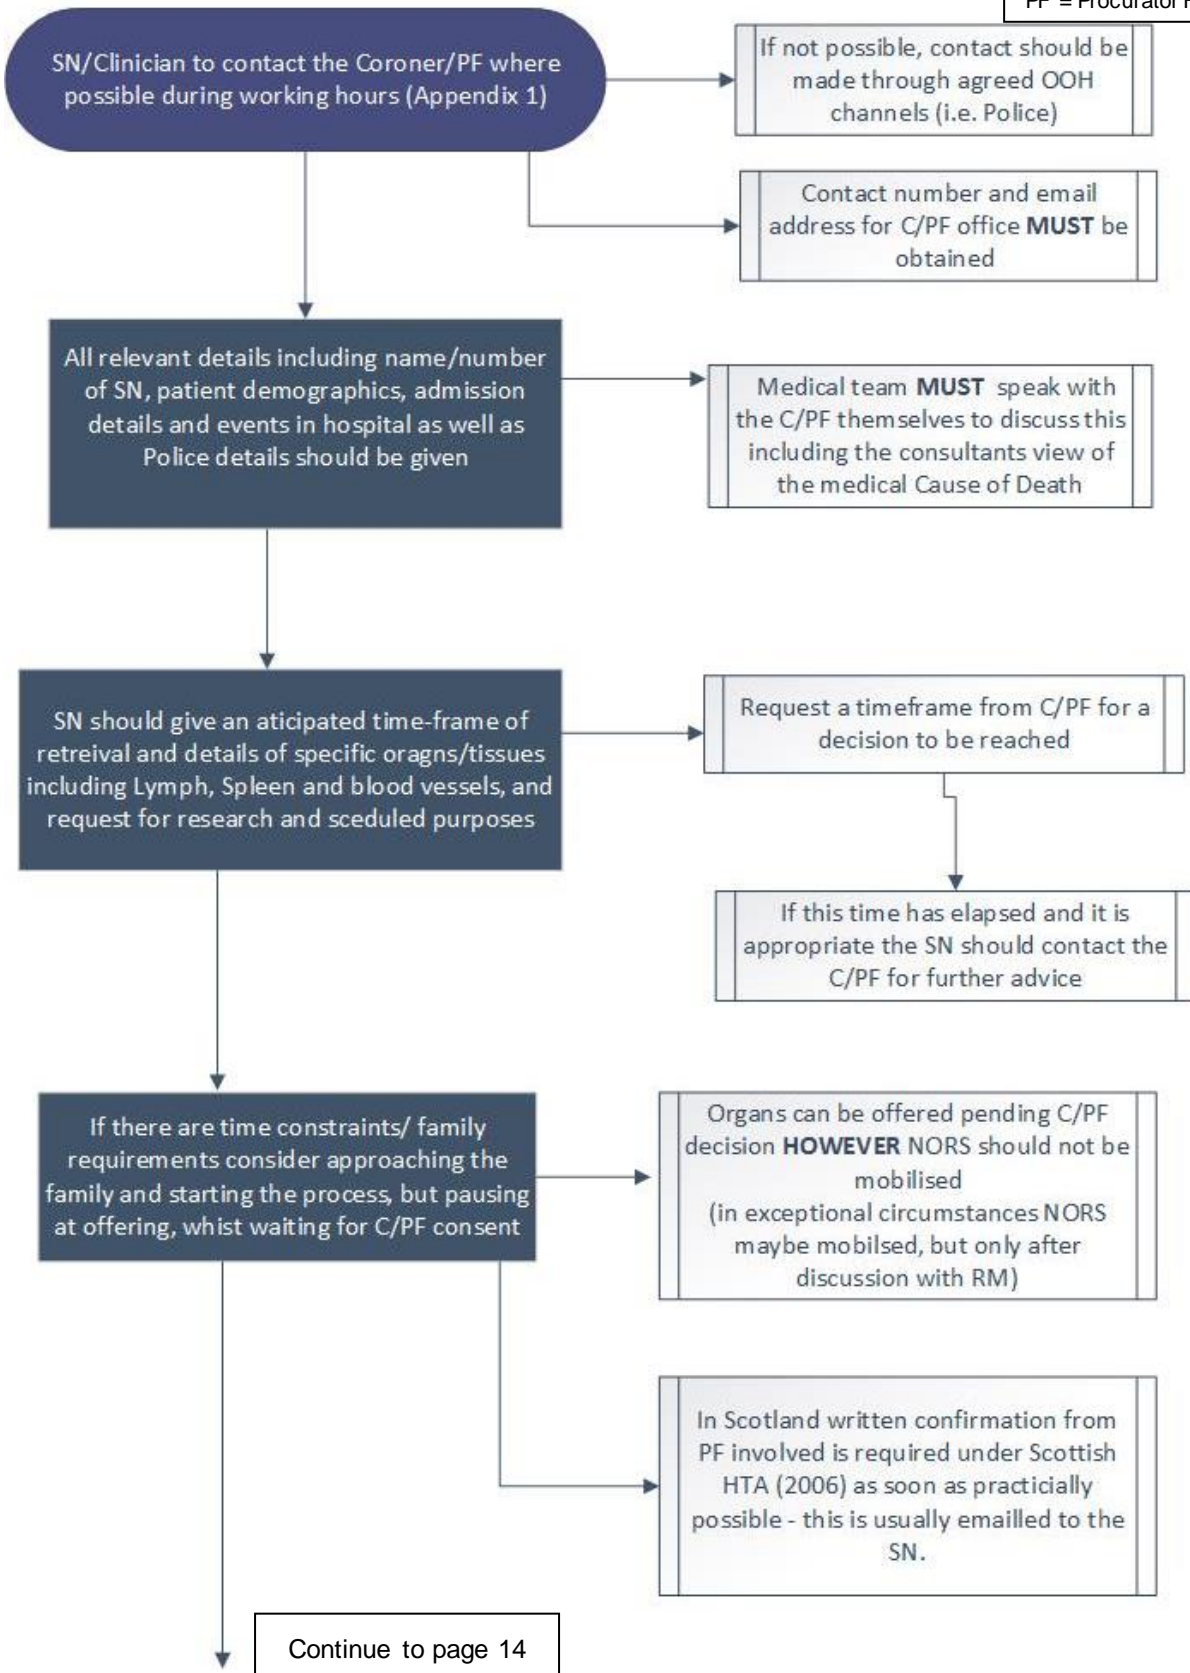 PF = Procurator F
SN/Clinician to contact the Coroner/PF where
possible during working hours (Appendix 1)
If not possible, contact should be
made through agreed OOH
channels (i.e. Police)
Contact number and email
address for C/PF office MUST be
obtained
All relevant details including name/number
of SN, patient demographics, admission
details and events in hospital as well as
Police details should be given
Medical team MUST speak with
the C/PF themselves to discuss this
including the consultants view of
the medical Cause of Death
SN should give an aticipated time-frame of
retreival and details of specific oragns/tissues
including Lymph, Spleen and blood vessels, and
request for research and sceduled purposes
Request a timeframe from C/PF for a
decision to be reached
If this time has elapsed and it is
appropriate the SN should contact the
C/PF for further advice
If there are time constraints/ family
requirements consider approaching the
family and starting the process, but pausing
at offering, whist waiting for C/PF consent
Organs can be offered pending C/PF
decision HOWEVER NORS should not be
mobilised
(in exceptional circumstances NORS
maybe mobilsed, but only after
discussion with RM)
In Scotland written confirmation from
PF involved is required under Scottish
HTA (2006) as soon as practicially
possible - this is usually emailled to the
SN.
Continue to page 14